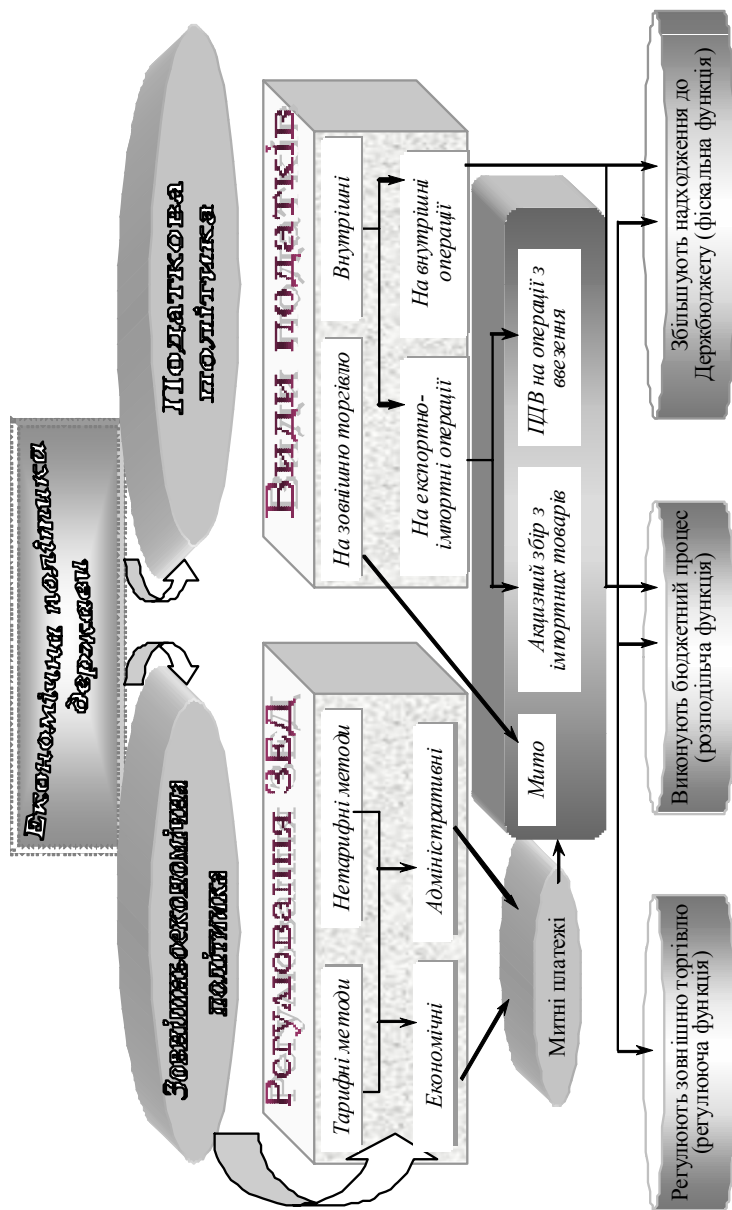 Економічна політика
держави
Зовнішньоекономічна
політика
Податкова
політика
Регулювання ЗЕД
Тарифні методи
Нетарифні методи
Економічні
Адміністративні
Види податків
На зовнішню торгівлю
Внутрішні
На експортно-
імпортні операції
На внутрішні
операції
Митні платежі
Мито
Акцизний збір з
імпортних товарів
ПДВ на операції з
ввезення
Регулюють зовнішню торгівлю
(регулююча функція)
Виконують бюджетний процес
(розподільча функція)
Збільшують надходження до
Держбюджету (фіскальна функція)